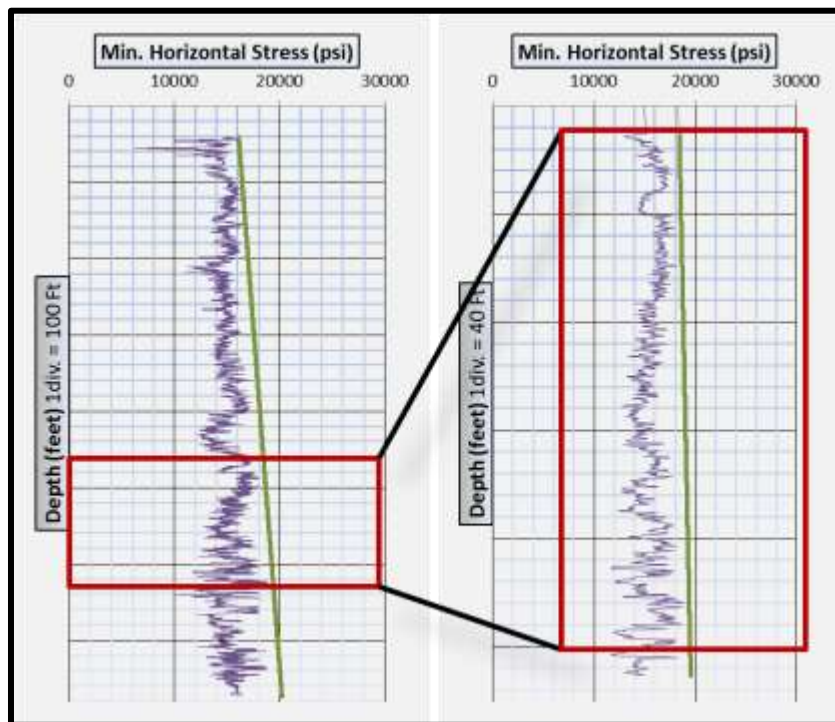 Min. Horizontal Stress (psi)
0 10000 20000 30000
Depth (feet) 1div. = 100 Ft
Min. Horizontal Stress (psi)
0 10000 20000 30000
Depth (feet) 1div. = 40 Ft